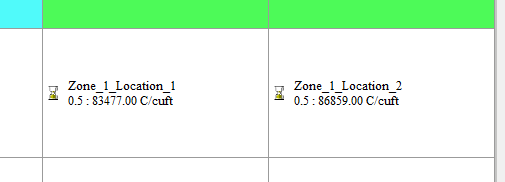 Zone_1_Location_1
0.5 : 83477.00 C/cuft
Zone_1_Location_2
0.5 : 86859.00 C/cuft